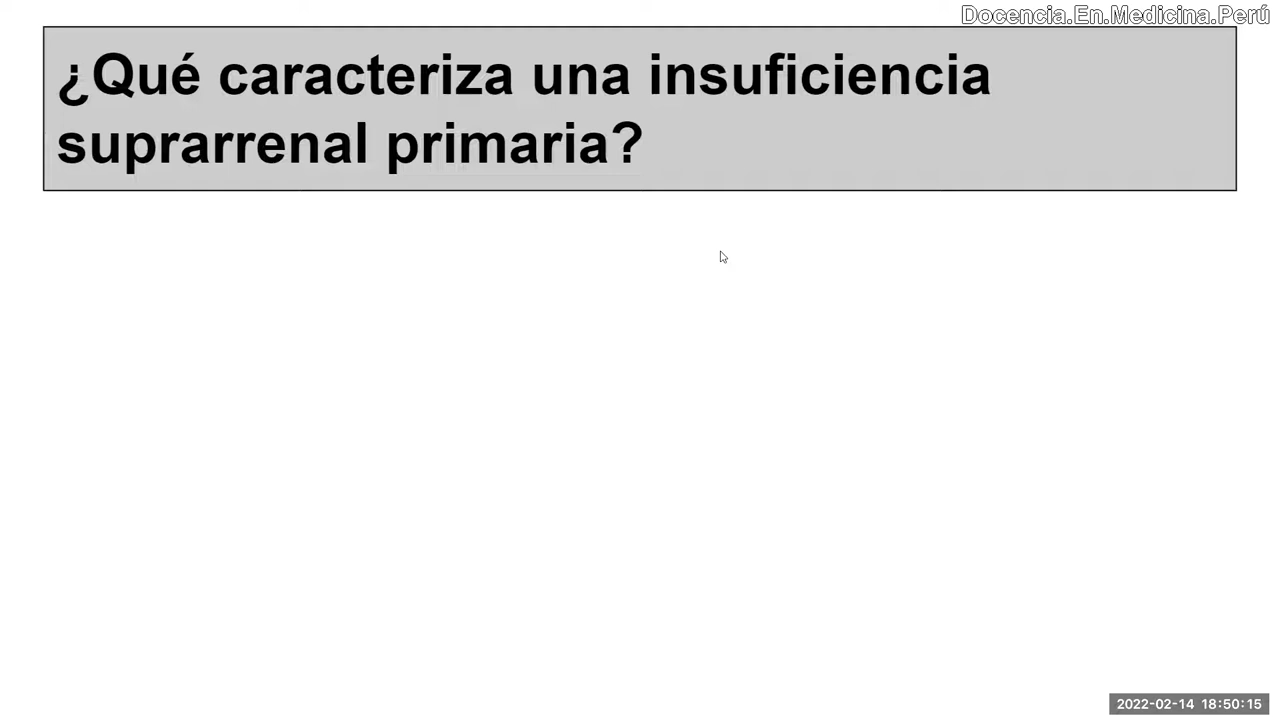 Docencia.En.Medicina.Perú
¿Qué caracteriza una insuficiencia
suprarrenal primaria?
2022-02-14 18:50:15